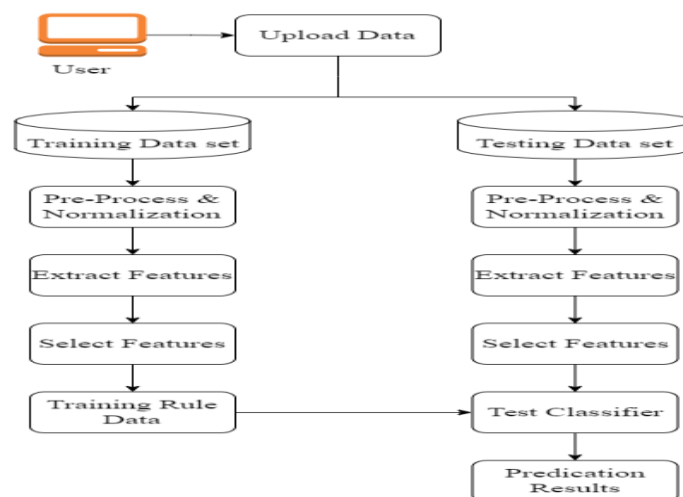 Upload Data
User
Training Data set
Testing Data set
Pre-Process &
Normalization
Pre-Process &
Normalization
Extract Features
Extract Features
Select Features
Select Features
Training Rule
Data
Test Classifier
Predication
Results